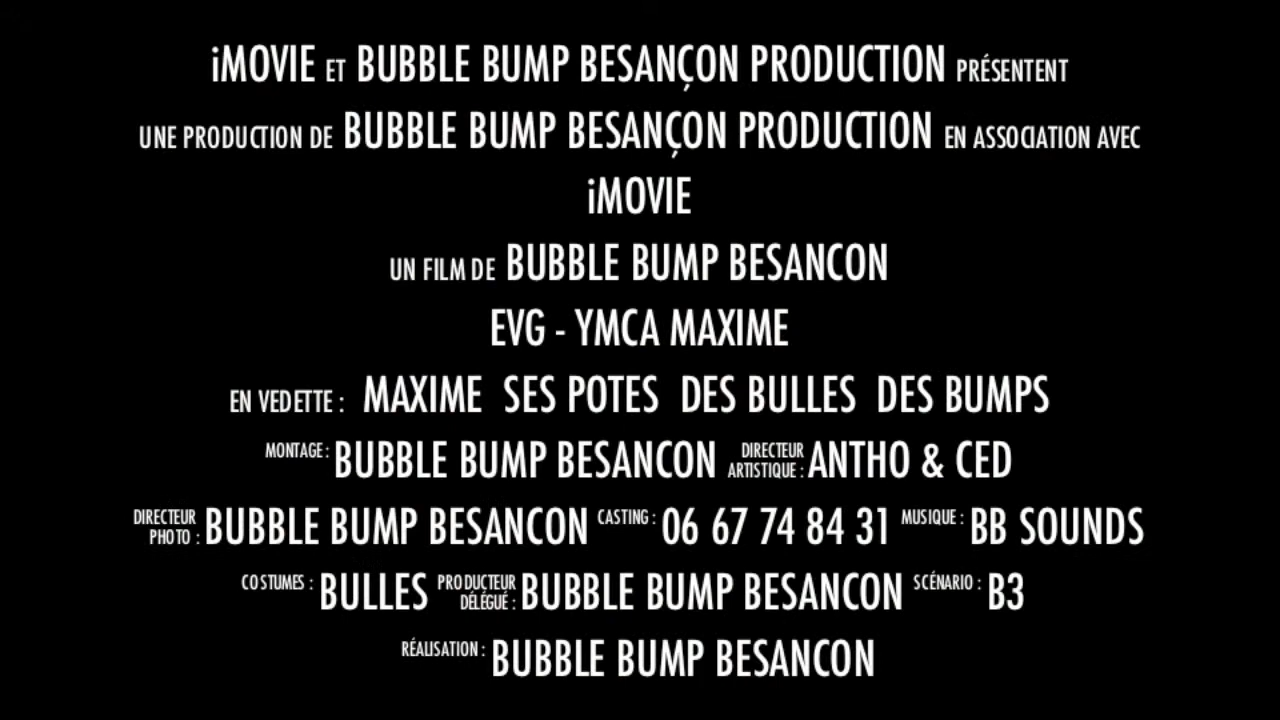 iMOVIE ET BUBBLE BUMP BESANÇON PRODUCTION PRÉSENTENT
UNE PRODUCTION DE BUBBLE BUMP BESANÇON PRODUCTION EN ASSOCIATION AVEC
iMOVIE
UN FILM DE BUBBLE BUMP BESANCON
EVG - YMCA MAXIME
EN VEDETTE : MAXIME SES POTES DES BULLES DES BUMPS
MONTAGE : BUBBLE BUMP BESANCON DIRECTEUR ARTISTIQUE : ANTHO & CED
DIRECTEUR PHOTO : BUBBLE BUMP BESANCON CASTING : 06 67 74 84 31 MUSIQUE : BB SOUNDS
COSTUMES : BULLES PRODUCTEUR DÉLÉGUÉ : BUBBLE BUMP BESANCON SCÉNARIO : B3
RÉALISATION : BUBBLE BUMP BESANCON